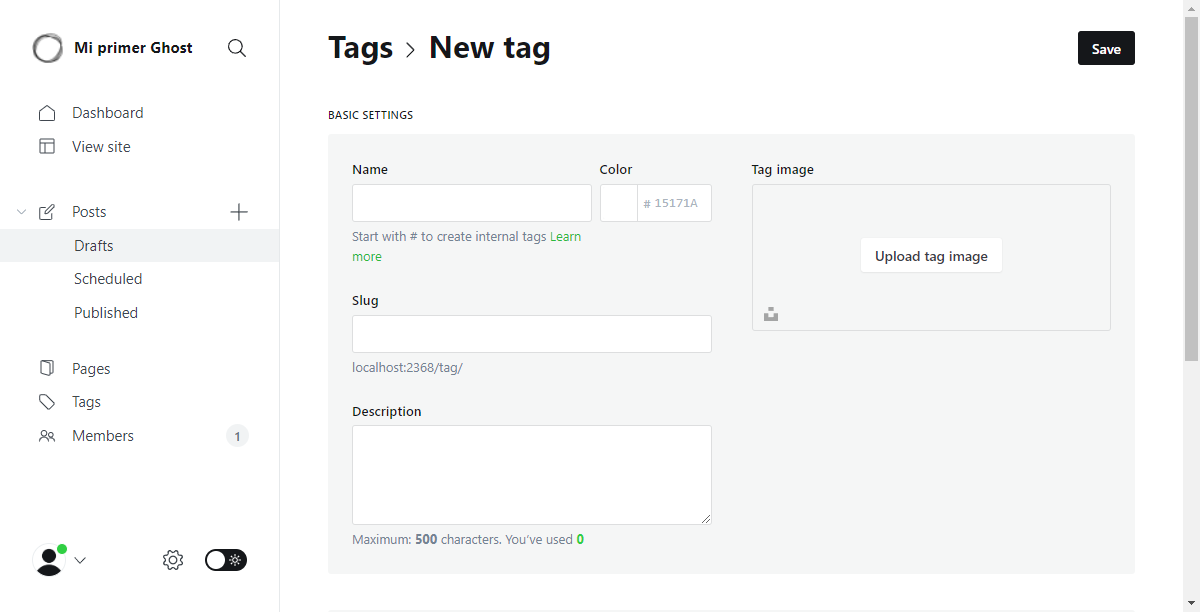 Mi primer Ghost
Dashboard
View site
Posts
Drafts
Scheduled
Published
Pages
Tags
Members
1
Tags > New tag
Save
BASIC SETTINGS
Name
Color
# 15171A
Start with # to create internal tags Learn
more
Slug
localhost:2368/tag/
Description
Maximum: 500 characters. You've used 0
Tag image
Upload tag image